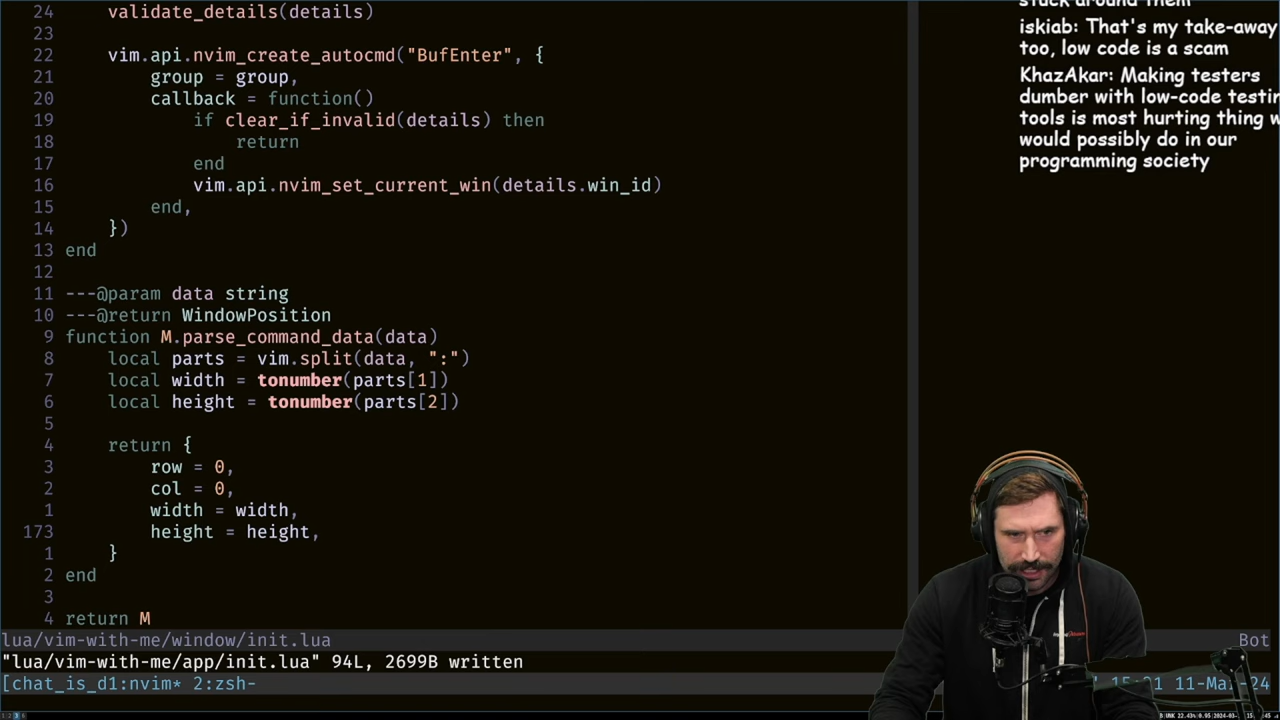 24 validate_details(details)
23
22 vim.api.nvim_create_autocmd("BufEnter", {
21 group = group,
20 callback = function()
19 if clear_if_invalid(details) then
18 return
17 end
16 vim.api.nvim_set_current_win(details.win_id)
15 end,
14 })
13 end
12
11 ---@param data string
10 ---@return WindowPosition
9 function M.parse_command_data(data)
8 local parts = vim.split(data, ":")
7 local width = tonumber(parts[1])
6 local height = tonumber(parts[2])
5
4 return {
3 row = 0,
2 col = 0,
1 width = width,
173 height = height,
1 }
2 end
3
4 return M
lua/vim-with-me/window/init.lua Bot
"lua/vim-with-me/app/init.lua" 94L, 2699B written
[chat_is_d1:nvim* 2:zsh-
stuck around them
iskiab: That's my take-away
too, low code is a scam
KhazAkar: Making testers
dumber with low-code
tools is most hurting thing
would possibly do in our
programming society